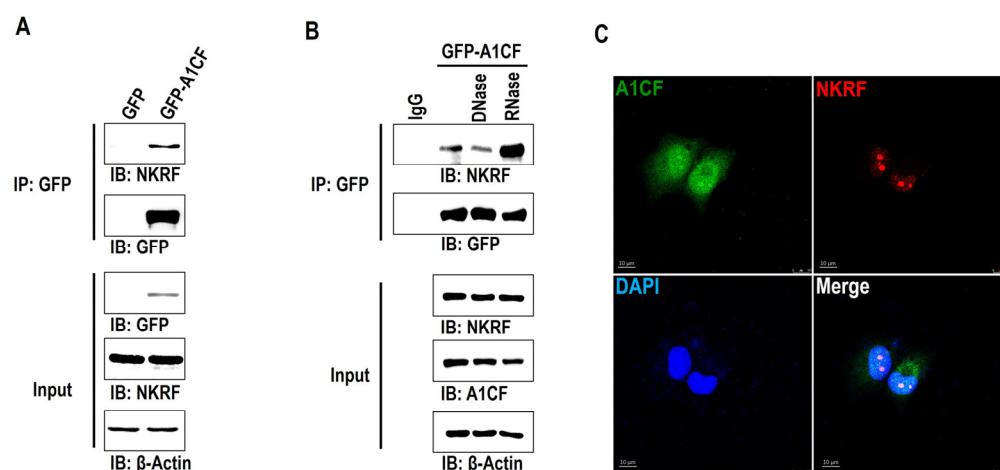 A
GFP
GFP-A1CF
IP: GFP
IB: NKRF
IB: GFP
Input
IB: GFP
IB: NKRF
IB: ß-Actin
B
GFP-A1CF
IgG
DNase
RNase
IP: GFP
IB: NKRF
IB: GFP
Input
IB: NKRF
IB: A1CF
IB: ß-Actin
C
A1CF
NKRF
10 µm
10 µm
DAPI
Merge
10 µm
10 µm